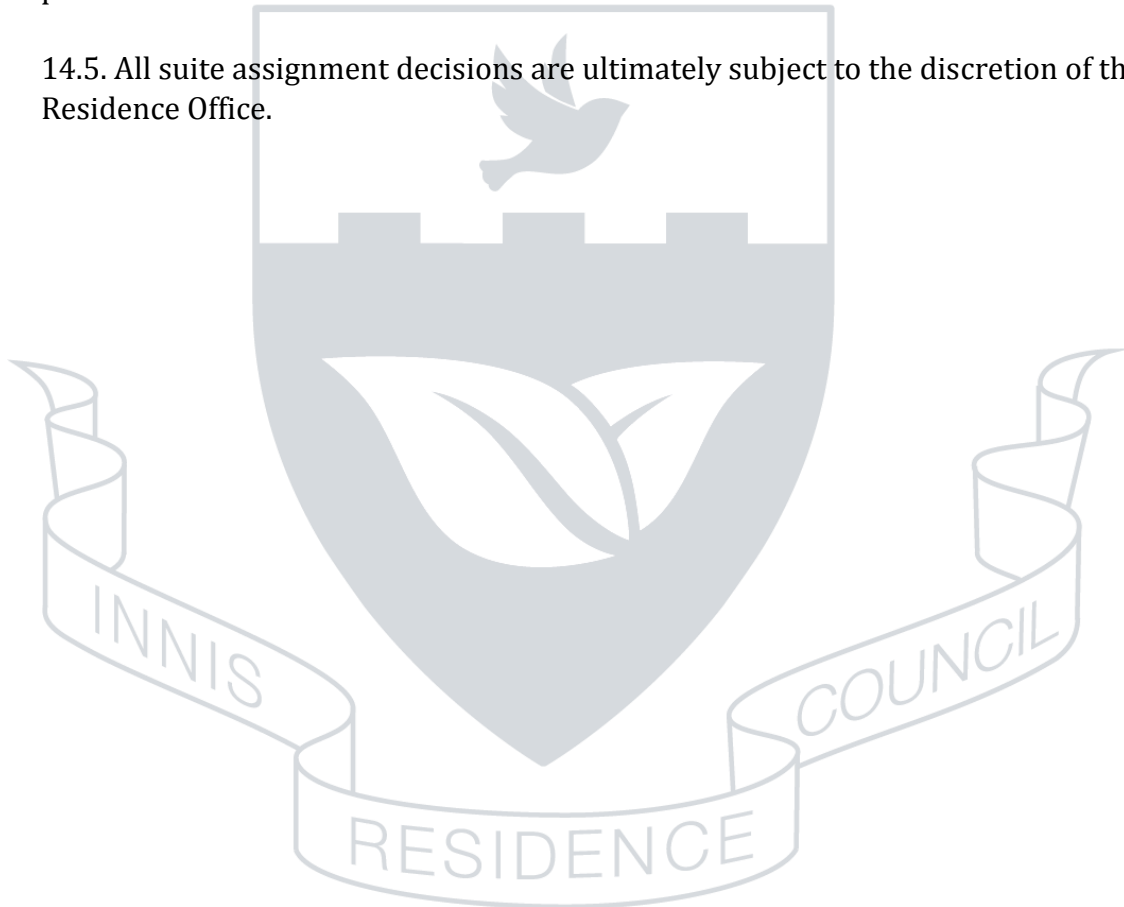 14.5. All suite assignment decisions are ultimately subject to the discretion of th
Residence Office.
INNIS
RESIDENCE
COUNCIL